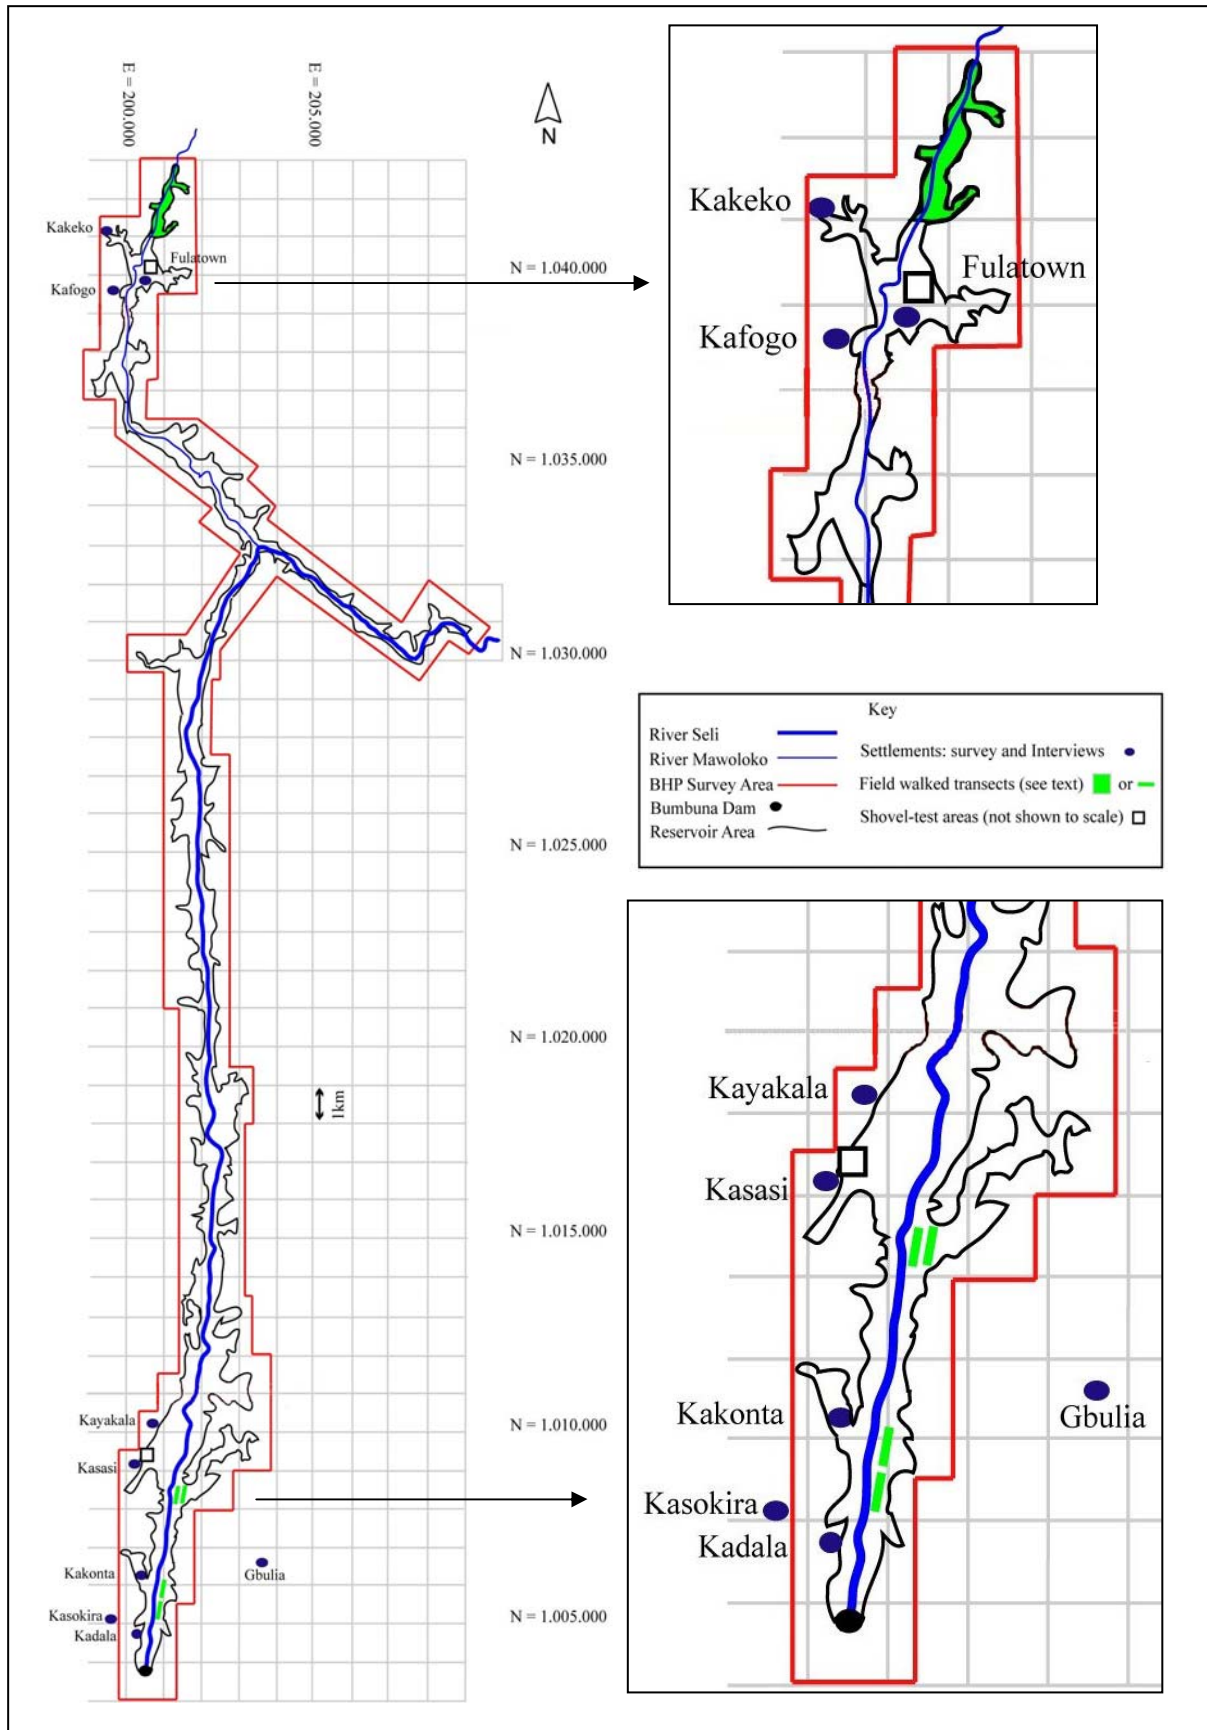 E = 200.000
E = 205.000
N
Kakeko
Fulatown
Kafogo
N = 1.040.000
N = 1.035.000
N = 1.030.000
N = 1.025.000
N = 1.020.000
1km
N = 1.015.000
Kayakala
N = 1.010.000
Kasasi
Kakonta
Gbulia
Kasokira
N = 1.005.000
Kadala
Kakeko
Fulatown
Kafogo
Key
River Seli
River Mawoloko
BHP Survey Area
Bumbuna Dam
Reservoir Area
Settlements: survey and Interviews
Field walked transects (see text) or
Shovel-test areas (not shown to scale)
Kayakala
Kasasi
Kakonta
Gbulia
Kasokira
Kadala